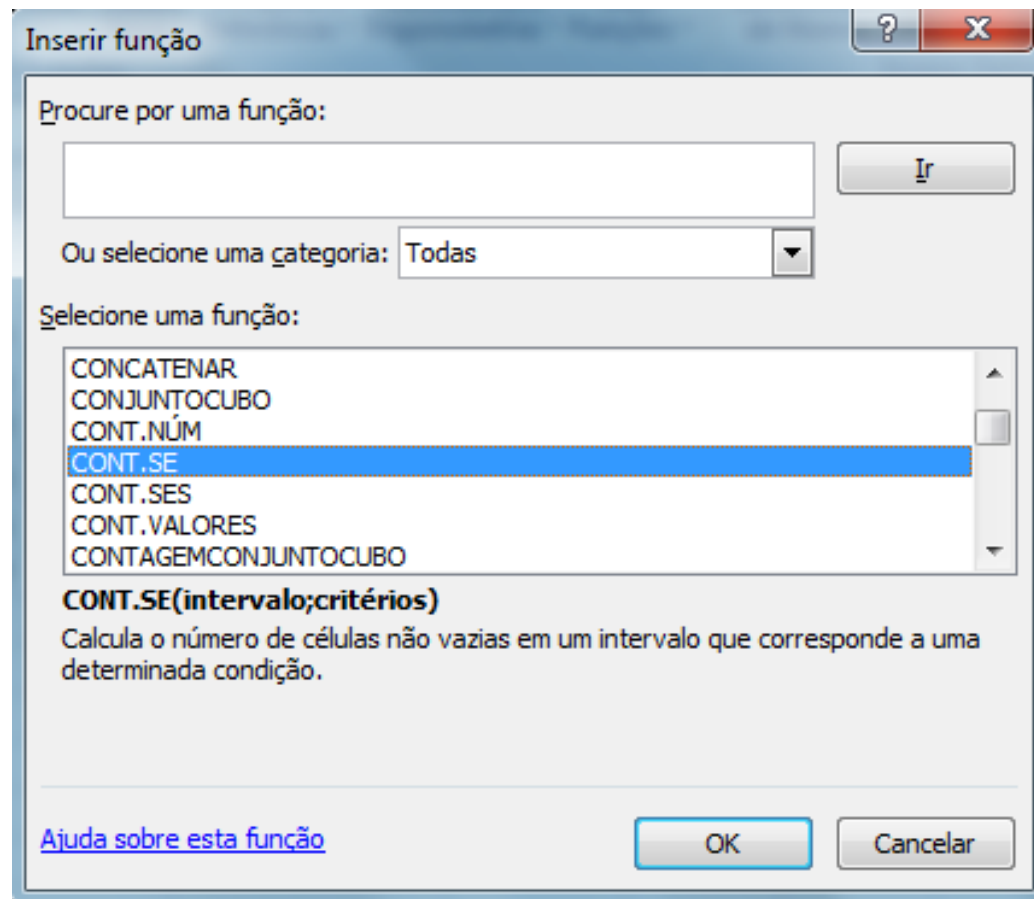 Inserir função
Procure por uma função:
Ir
Ou selecione uma categoria: Todas
Selecione uma função:
CONCATENAR
CONJUNTOCUBO
CONT.NÚM
CONT.SE
CONT.SES
CONT.VALORES
CONTAGEMCONJUNTOCUBO
CONT.SE(intervalo;critérios)
Calcula o número de células não vazias em um intervalo que corresponde a uma
determinada condição.
Ajuda sobre esta função
OK
Cancelar